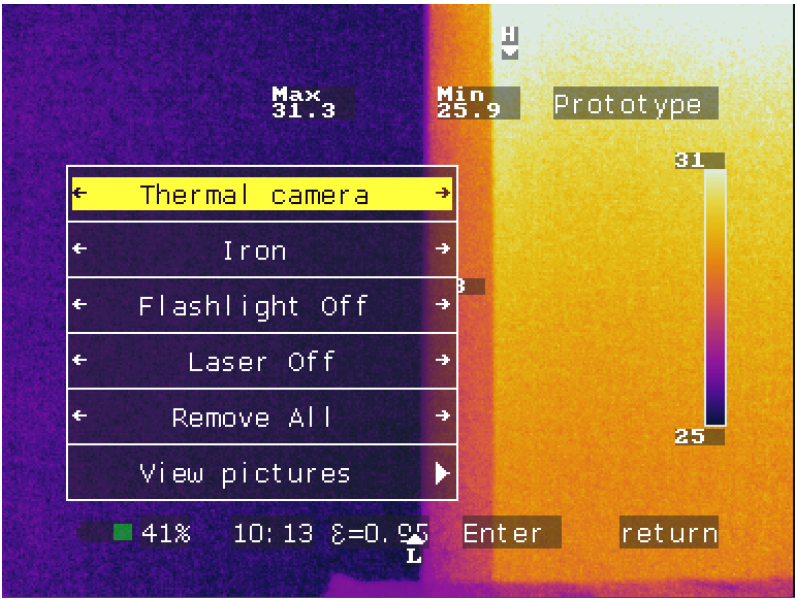 H
Max Min
31.3 25.9 Prototype
31
← Thermal camera →
← Iron →
← Flashlight Off →
← Laser Off →
← Remove All →
View pictures
25
41% 10:13 ε=0.95 Enter return
L